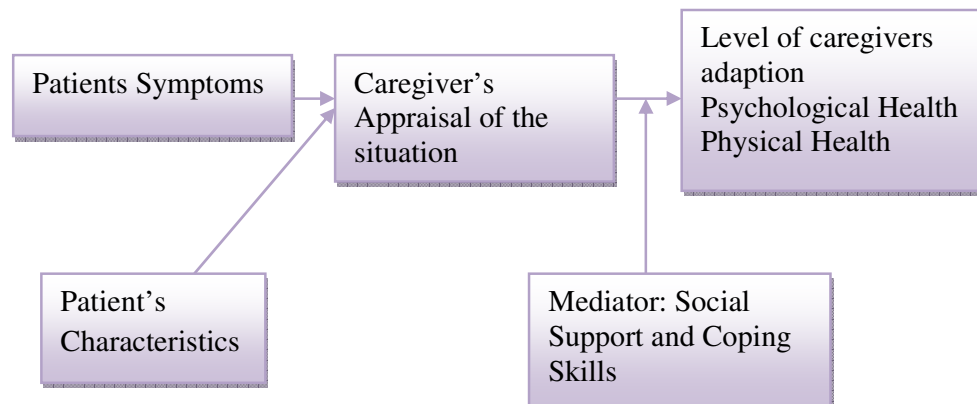 Patients Symptoms
Caregiver's
Appraisal of the
situation
Level of caregivers
adaption
Psychological Health
Physical Health
Patient's
Characteristics
Mediator: Social
Support and Coping
Skills